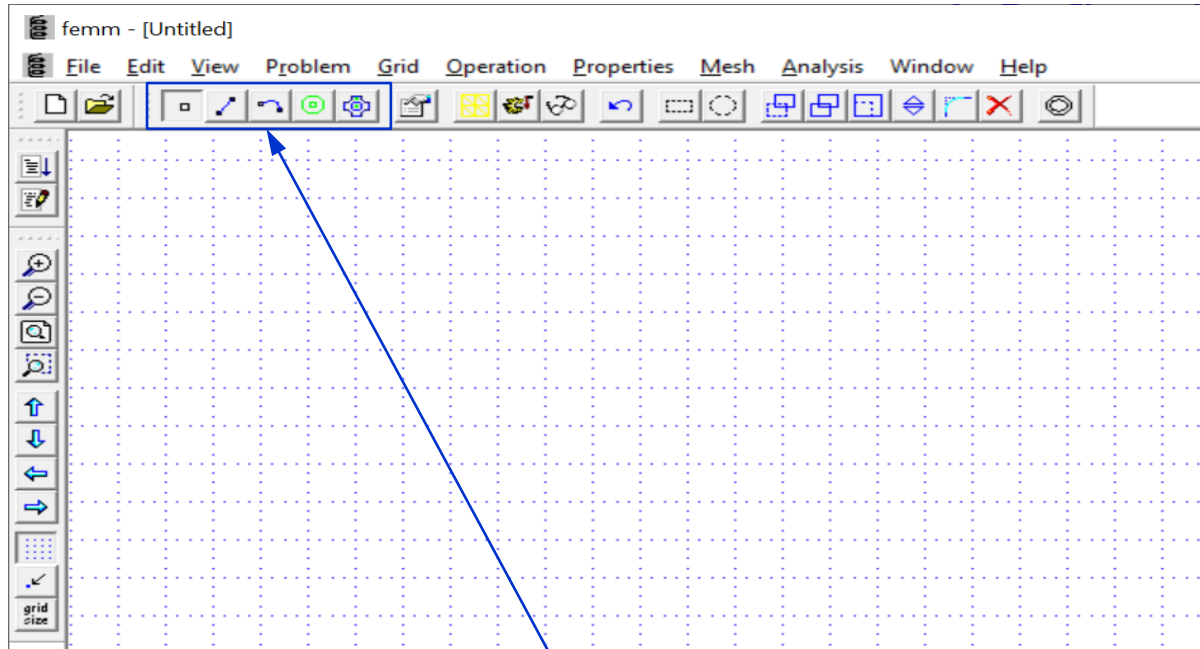 femm - [Untitled]
File Edit View Problem Grid Operation Properties Mesh Analysis Window Help
grid
size